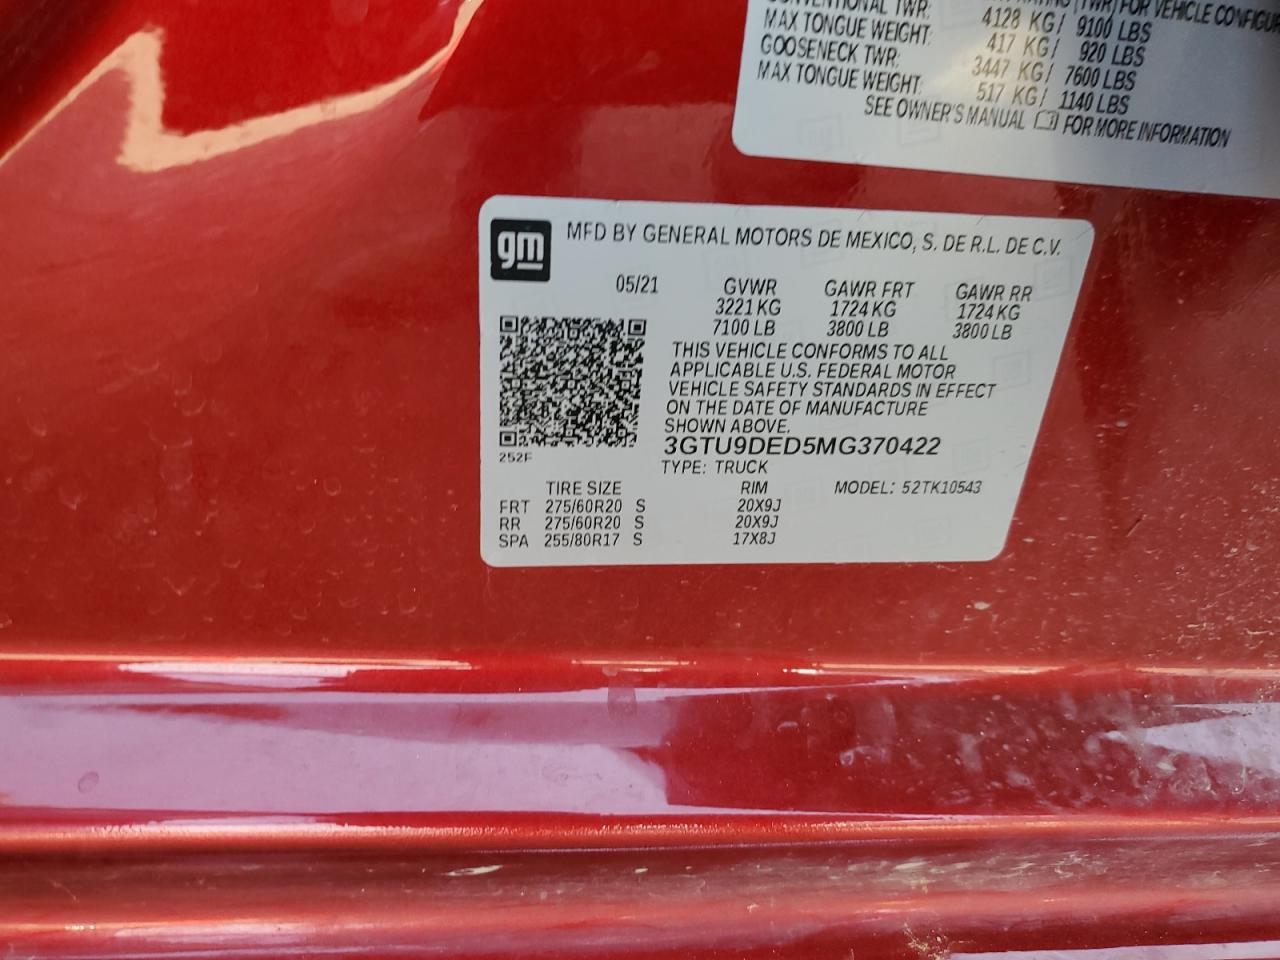 (TWR) FOR VEHICLE
CONVENTIONAL TWR: 4128 KG/ 9100 LBS
MAX TONGUE WEIGHT: 417 KG/ 920 LBS
GOOSENECK TWR: 3447 KG/ 7600 LBS
MAX TONGUE WEIGHT: 517 KG/ 1140 LBS
SEE OWNER'S MANUAL FOR MORE INFORMATION
gm
MFD BY GENERAL MOTORS DE MEXICO, S. DE R.L. DE C.V.
05/21 GVWR GAWR FRT GAWR RR
3221 KG 1724 KG 1724 KG
7100 LB 3800 LB 3800 LB
THIS VEHICLE CONFORMS TO ALL
APPLICABLE U.S. FEDERAL MOTOR
VEHICLE SAFETY STANDARDS IN EFFECT
ON THE DATE OF MANUFACTURE
SHOWN ABOVE.
3GTU9DED5MG370422
252F
TYPE: TRUCK
TIRE SIZE RIM MODEL: 52TK10543
FRT 275/60R20 S 20X9J
RR 275/60R20 S 20X9J
SPA 255/80R17 S 17X8J